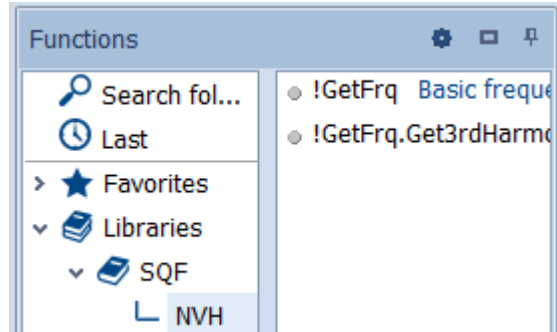 Functions
Search fol...
Last
Favorites
Libraries
SQF
NVH
!GetFrq Basic freque
!GetFrq.Get3rdHarmo